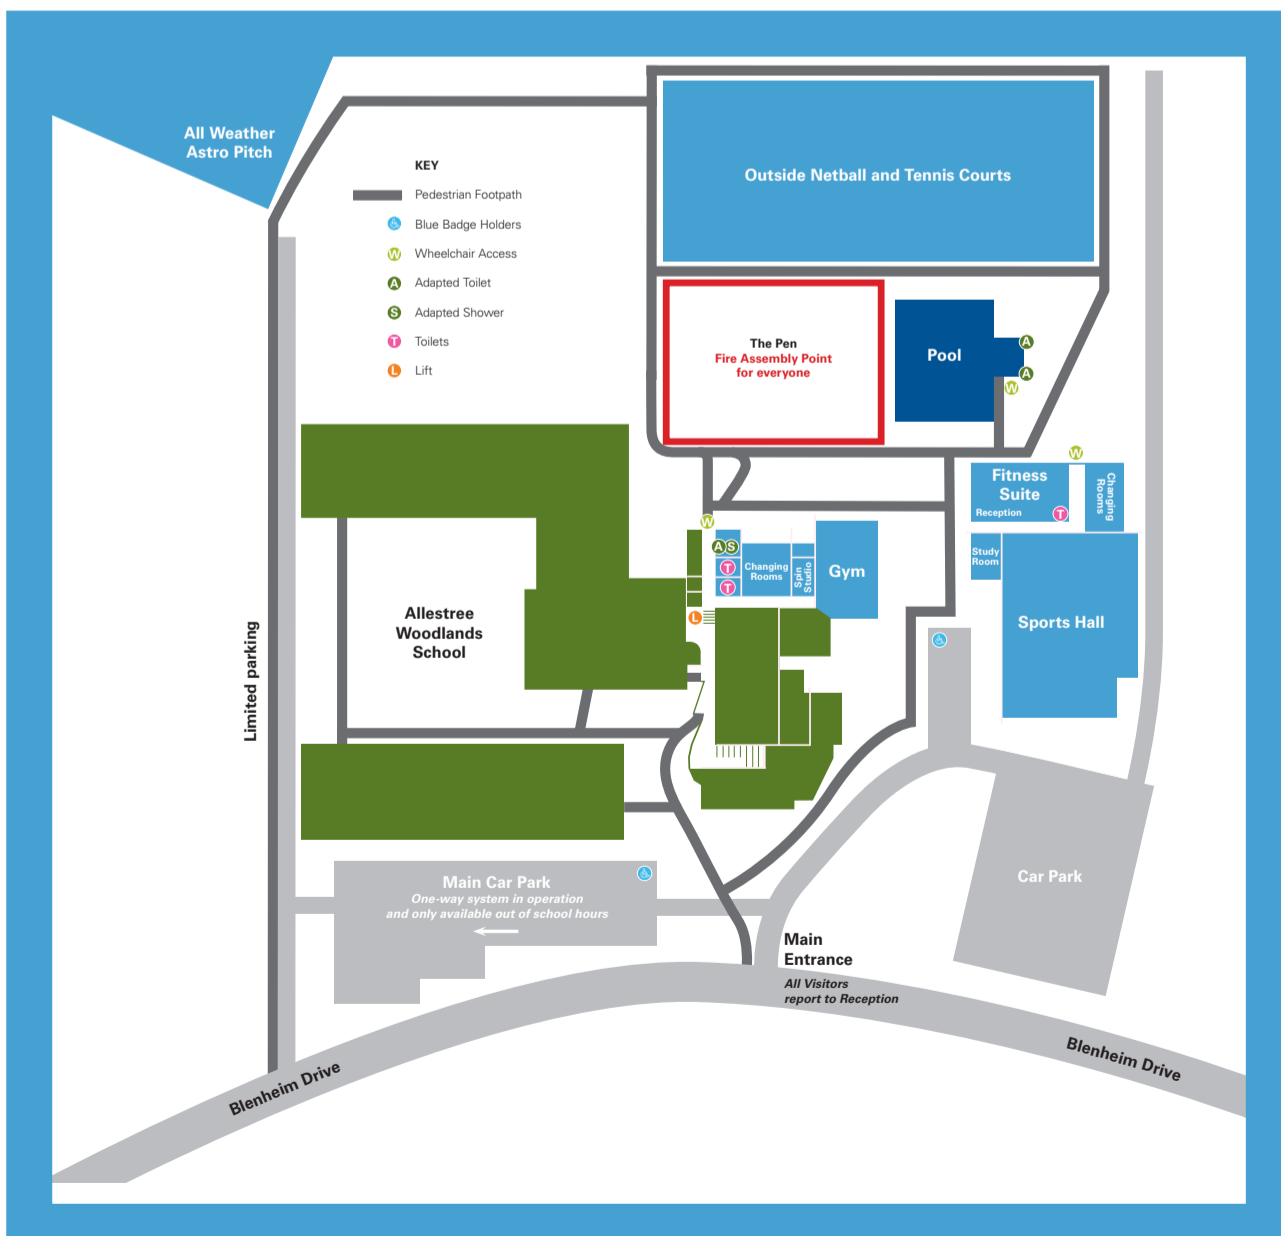 All Weather
Astro Pitch
KEY
Pedestrian Footpath
Blue Badge Holders
W Wheelchair Access
A Adapted Toilet
S Adapted Shower
T Toilets
L Lift
Outside Netball and Tennis Courts
The Pen
Fire Assembly Point
for everyone
Pool
A
A
W
W
Fitness
Suite
Reception
T
Changing
Rooms
Study
Room
Sports Hall
W
A S
T
T
Changing
Rooms
Spin
Studio
Gym
L
Allestree
Woodlands
School
Limited parking
Main Car Park
One-way system in operation
and only available out of school hours
Car Park
Main
Entrance
All Visitors
report to Reception
Blenheim Drive
Blenheim Drive